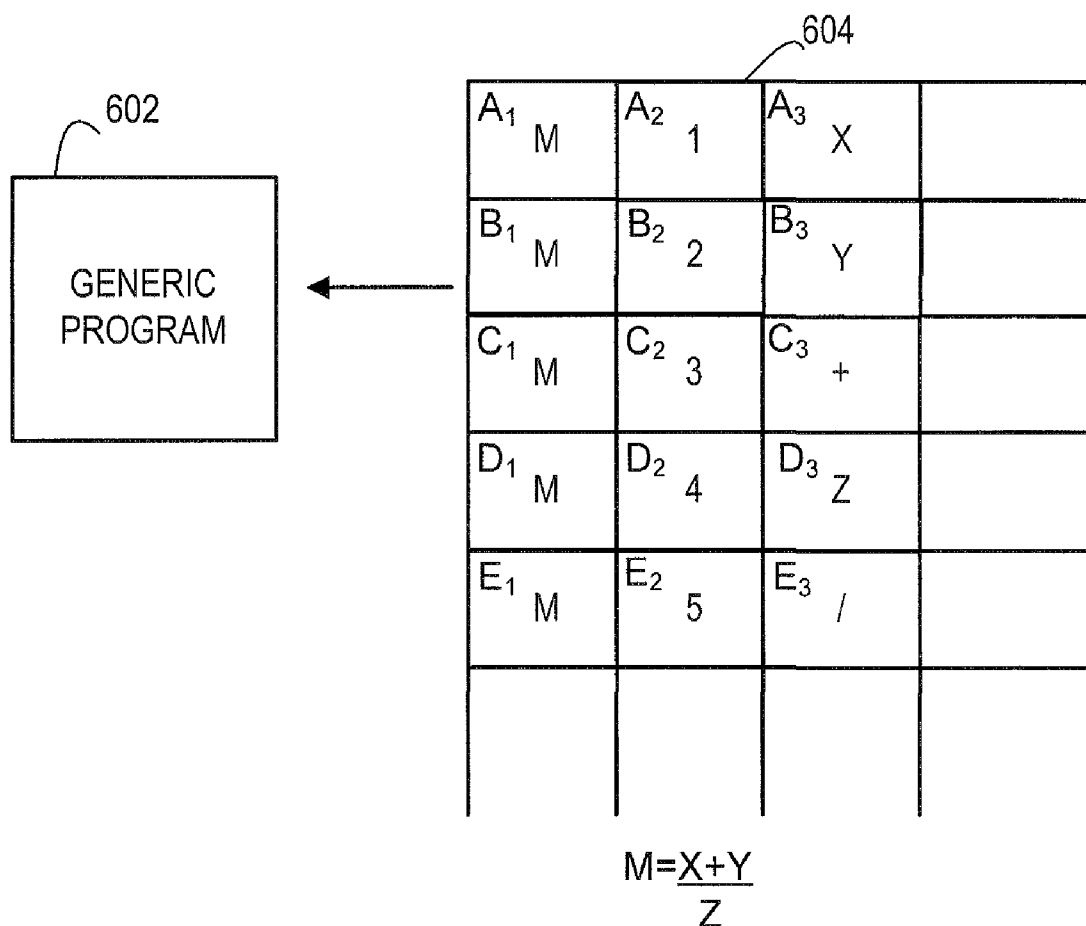 604
602
A1 M A2 1 A3 X
B1 M B2 2 B3 Y
GENERIC
PROGRAM
C1 M C2 3 C3 +
D1 M D2 4 D3 Z
E1 M E2 5 E3 /
M=X+Y
Z